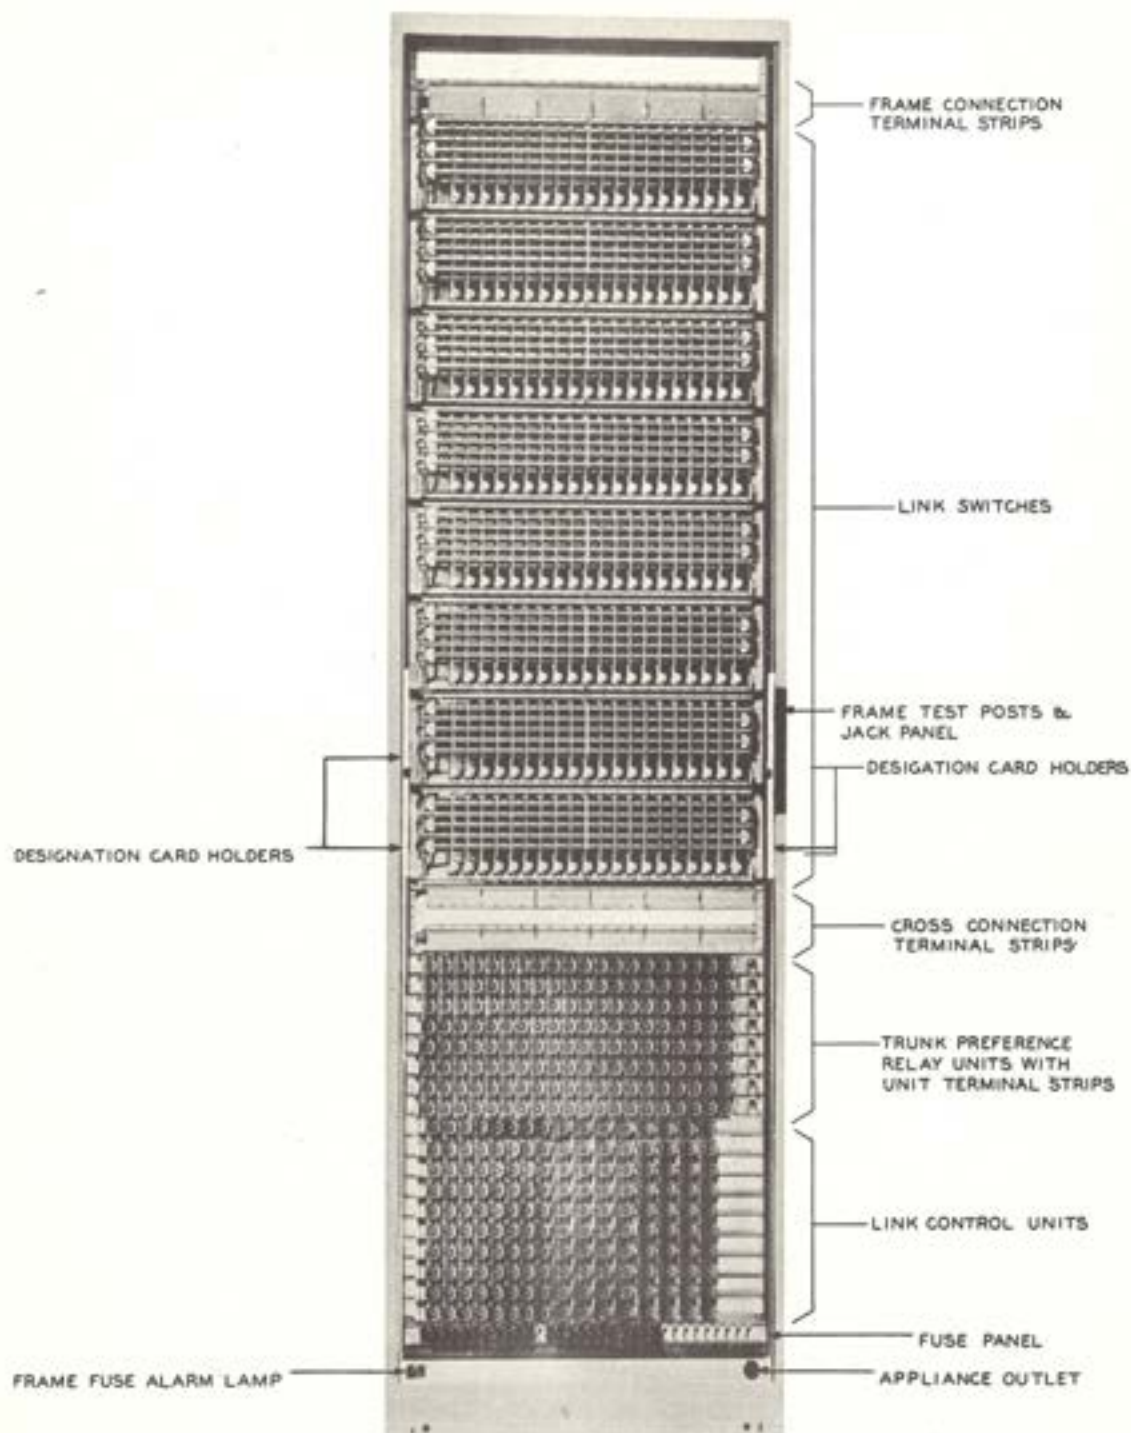 FRAME CONNECTION
TERMINAL STRIPS
LINK SWITCHES
FRAME TEST POSTS &
JACK PANEL
DESIGATION CARD HOLDERS
DESIGNATION CARD HOLDERS
CROSS CONNECTION
TERMINAL STRIPS
TRUNK PREFERENCE
RELAY UNITS WITH
UNIT TERMINAL STRIPS
LINK CONTROL UNITS
FUSE PANEL
FRAME FUSE ALARM LAMP
APPLIANCE OUTLET